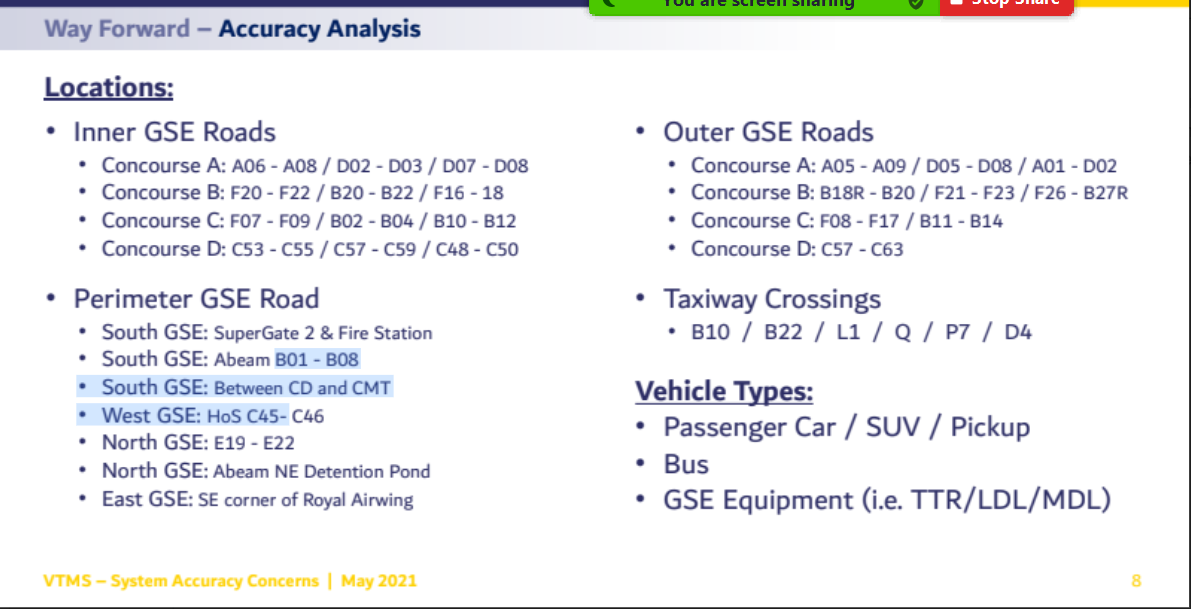 You are screen sharing
Stop Share
Way Forward – Accuracy Analysis
Locations:
• Inner GSE Roads
• Concourse A: A06 - A08 / D02 - D03 / D07 - D08
• Concourse B: F20 - F22 / B20 - B22 / F16 - 18
• Concourse C: F07 - F09 / B02 - B04 / B10 - B12
• Concourse D: C53 - C55 / C57 - C59 / C48 - C50
• Perimeter GSE Road
• South GSE: SuperGate 2 & Fire Station
• South GSE: Abeam B01 - B08
• South GSE: Between CD and CMT
• West GSE: HoS C45- C46
• North GSE: E19 - E22
• North GSE: Abeam NE Detention Pond
• East GSE: SE corner of Royal Airwing
• Outer GSE Roads
• Concourse A: A05 - A09 / D05 - D08 / A01 - D02
• Concourse B: B18R - B20 / F21 - F23 / F26 - B27R
• Concourse C: F08 - F17 / B11 - B14
• Concourse D: C57 - C63
• Taxiway Crossings
• B10 / B22 / L1 / Q / P7 / D4
Vehicle Types:
• Passenger Car / SUV / Pickup
• Bus
• GSE Equipment (i.e. TTR/LDL/MDL)
VTMS – System Accuracy Concerns | May 2021
8